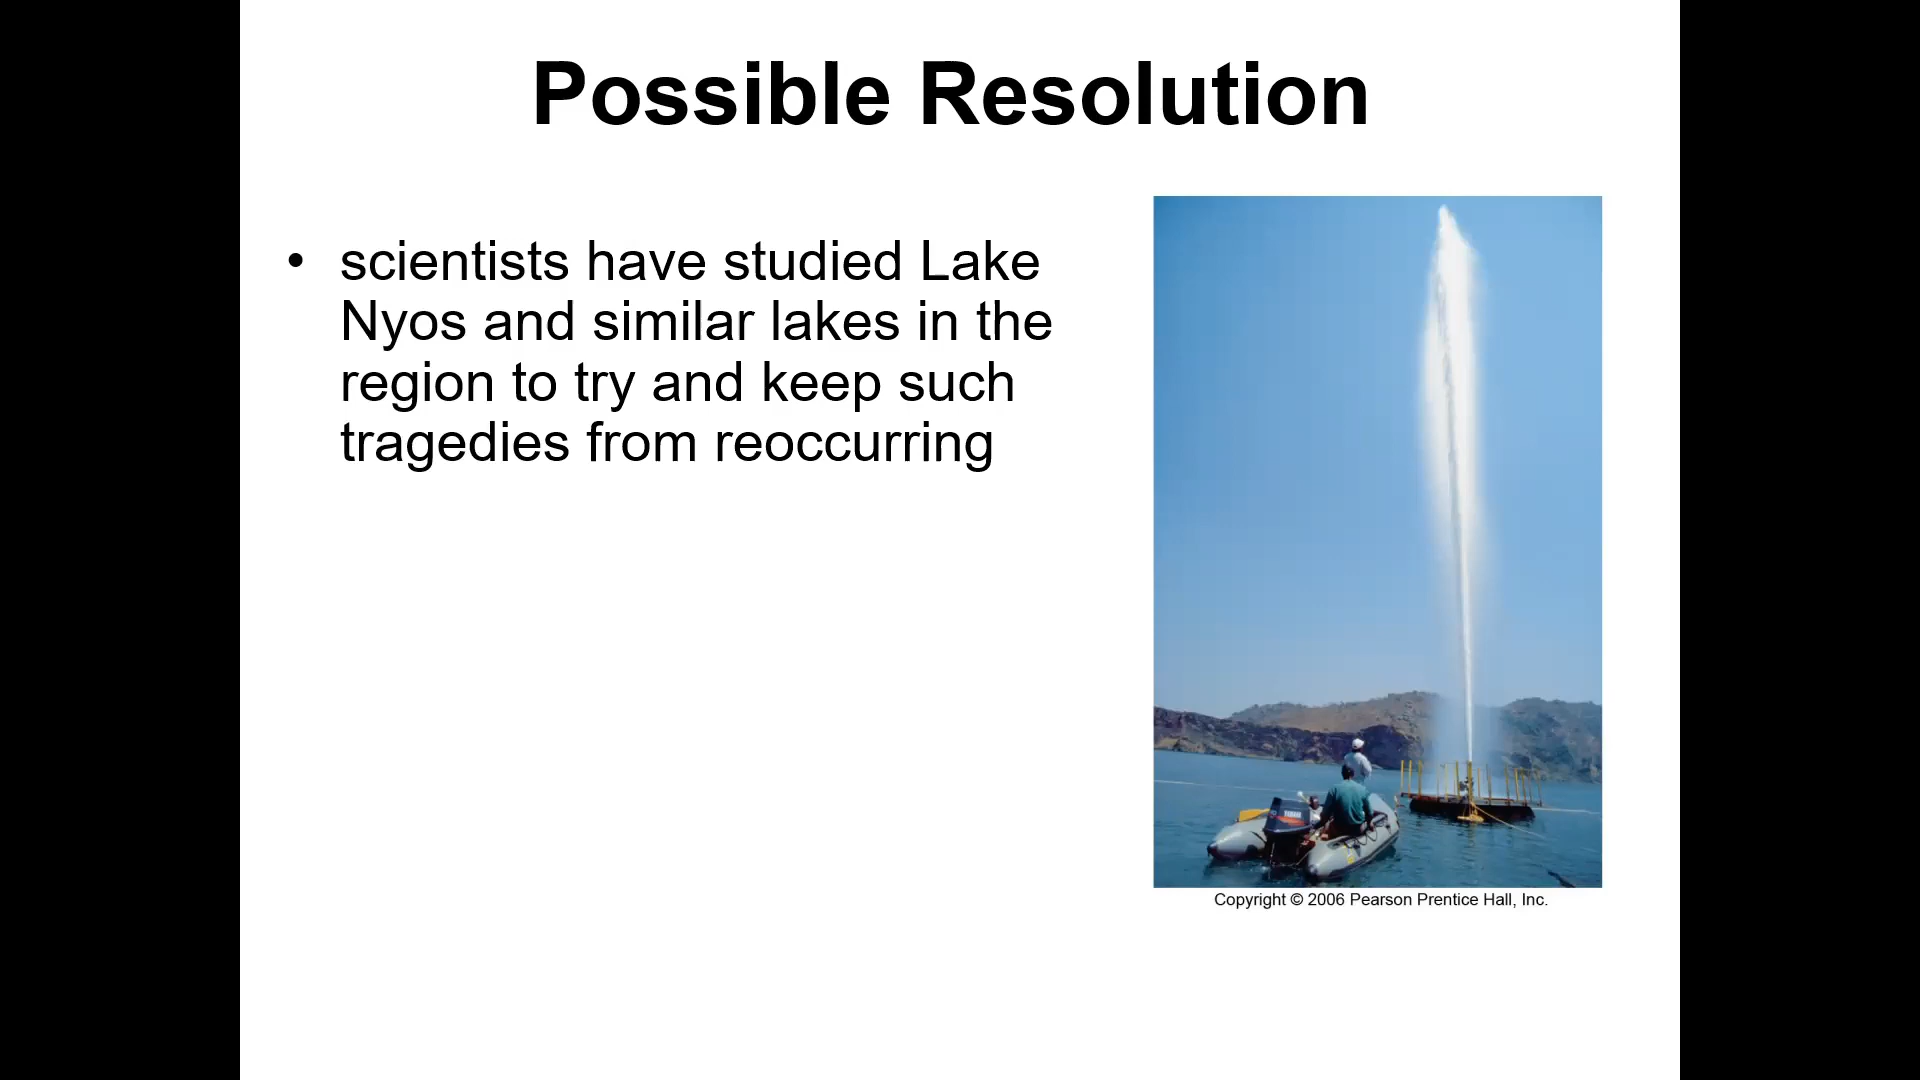 Possible Resolution
• scientists have studied Lake
Nyos and similar lakes in the
region to try and keep such
tragedies from reoccurring
Copyright © 2006 Pearson Prentice Hall, Inc.